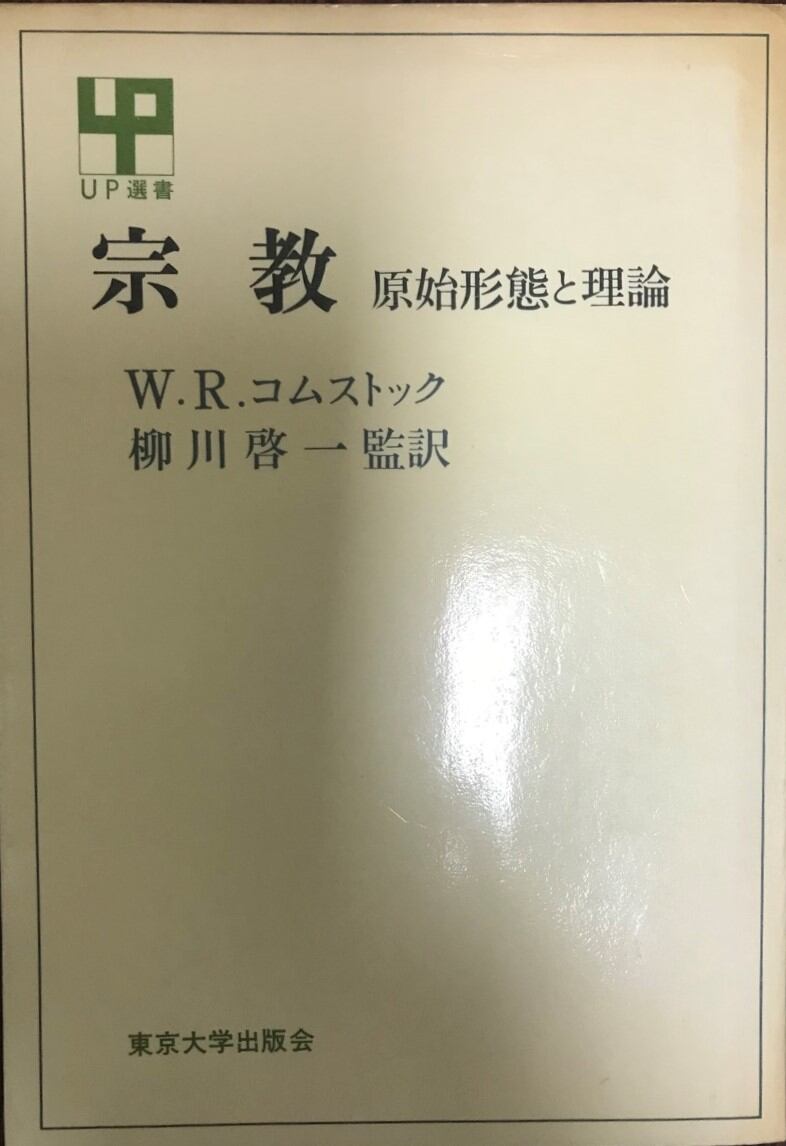 UP選書
宗教 原始形態と理論
W.R.コムストック
柳川啓一監訳
東京大学出版会